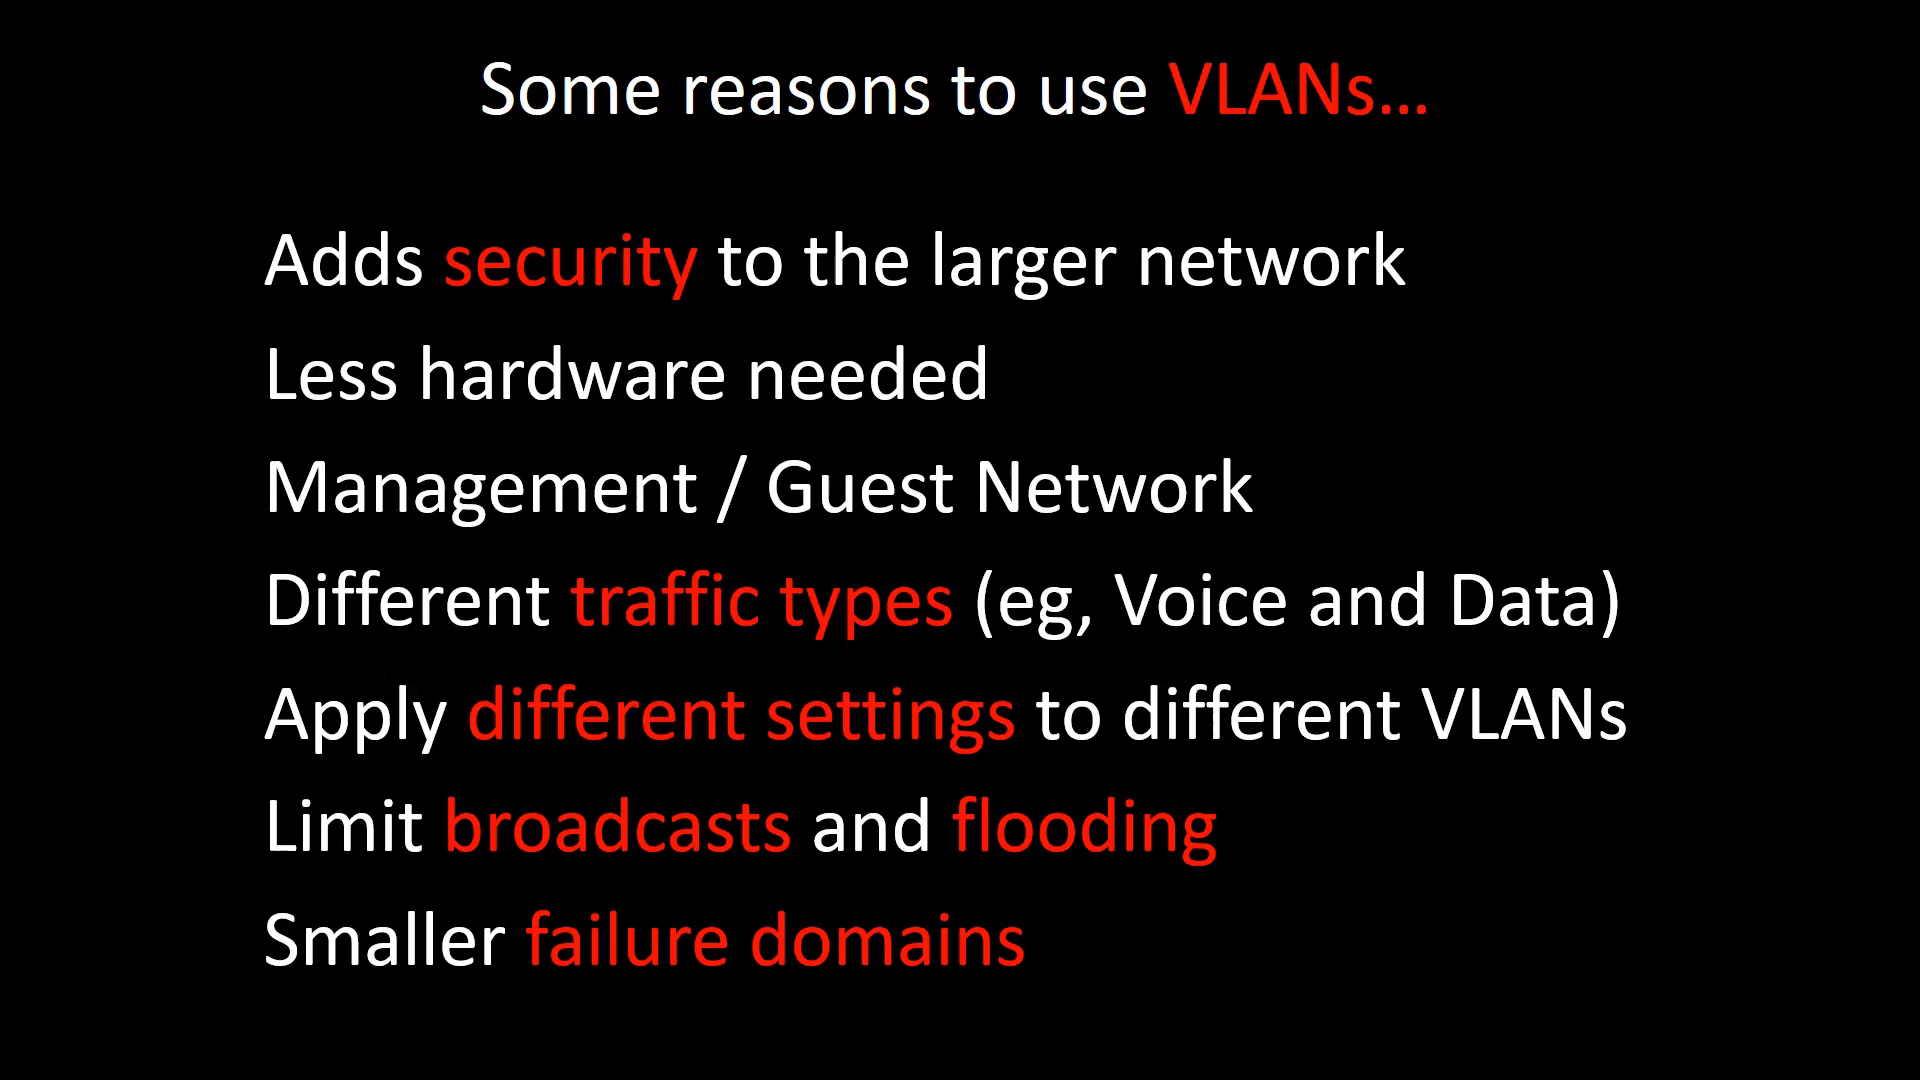 Some reasons to use VLANs...
Adds security to the larger network
Less hardware needed
Management / Guest Network
Different traffic types (eg, Voice and Data)
Apply different settings to different VLANs
Limit broadcasts and flooding
Smaller failure domains